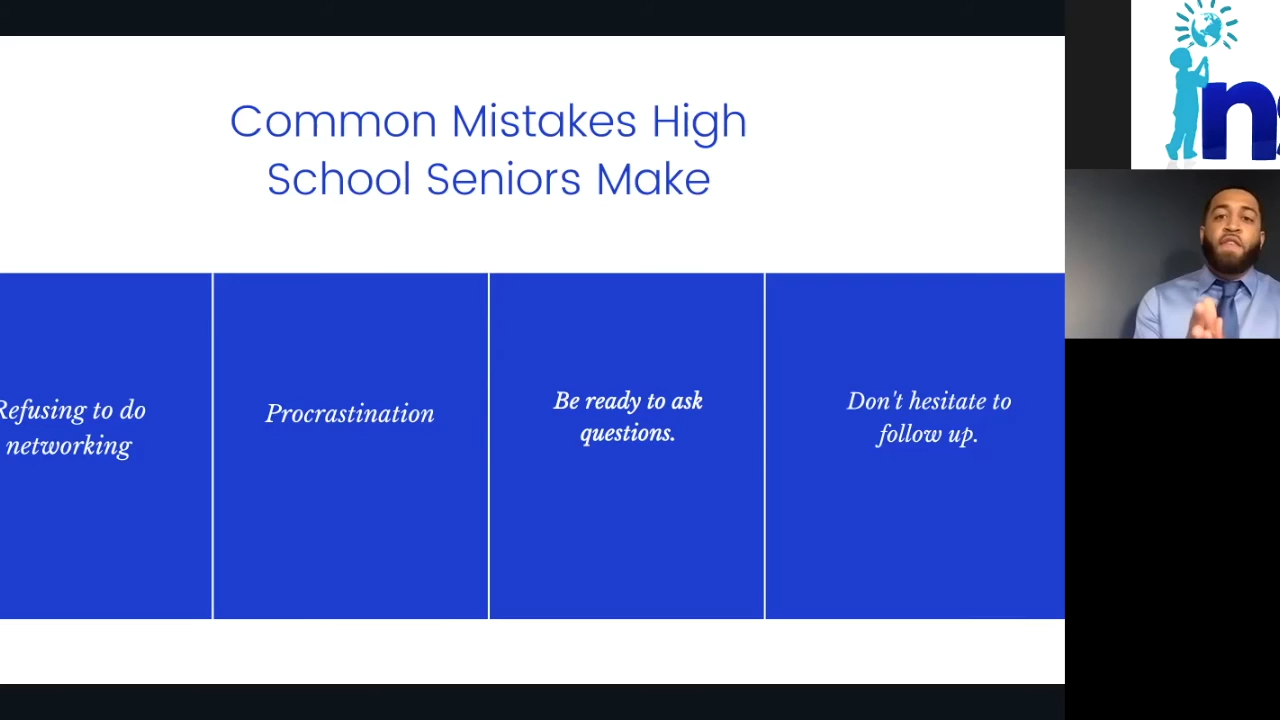 Common Mistakes High
School Seniors Make
Refusing to do
networking
Procrastination
Be ready to ask
questions.
Don't hesitate to
follow up.